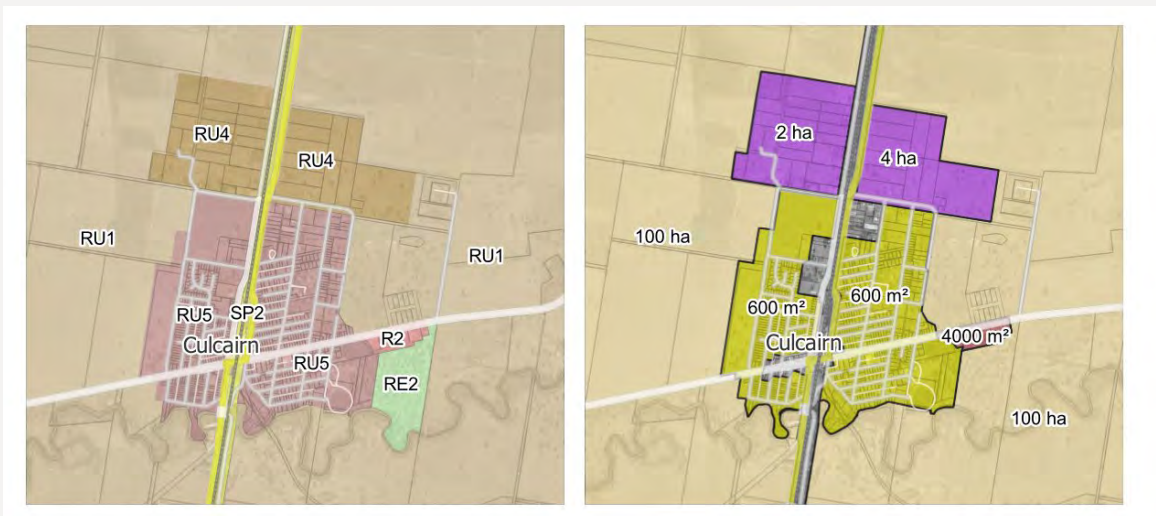 RU4
RU4
RU1
RU1
RU5
SP2
Culcairn
R2
RU5
RE2
2 ha
4 ha
100 ha
600 m²
600 m²
Culcairn
4000 m²
100 ha